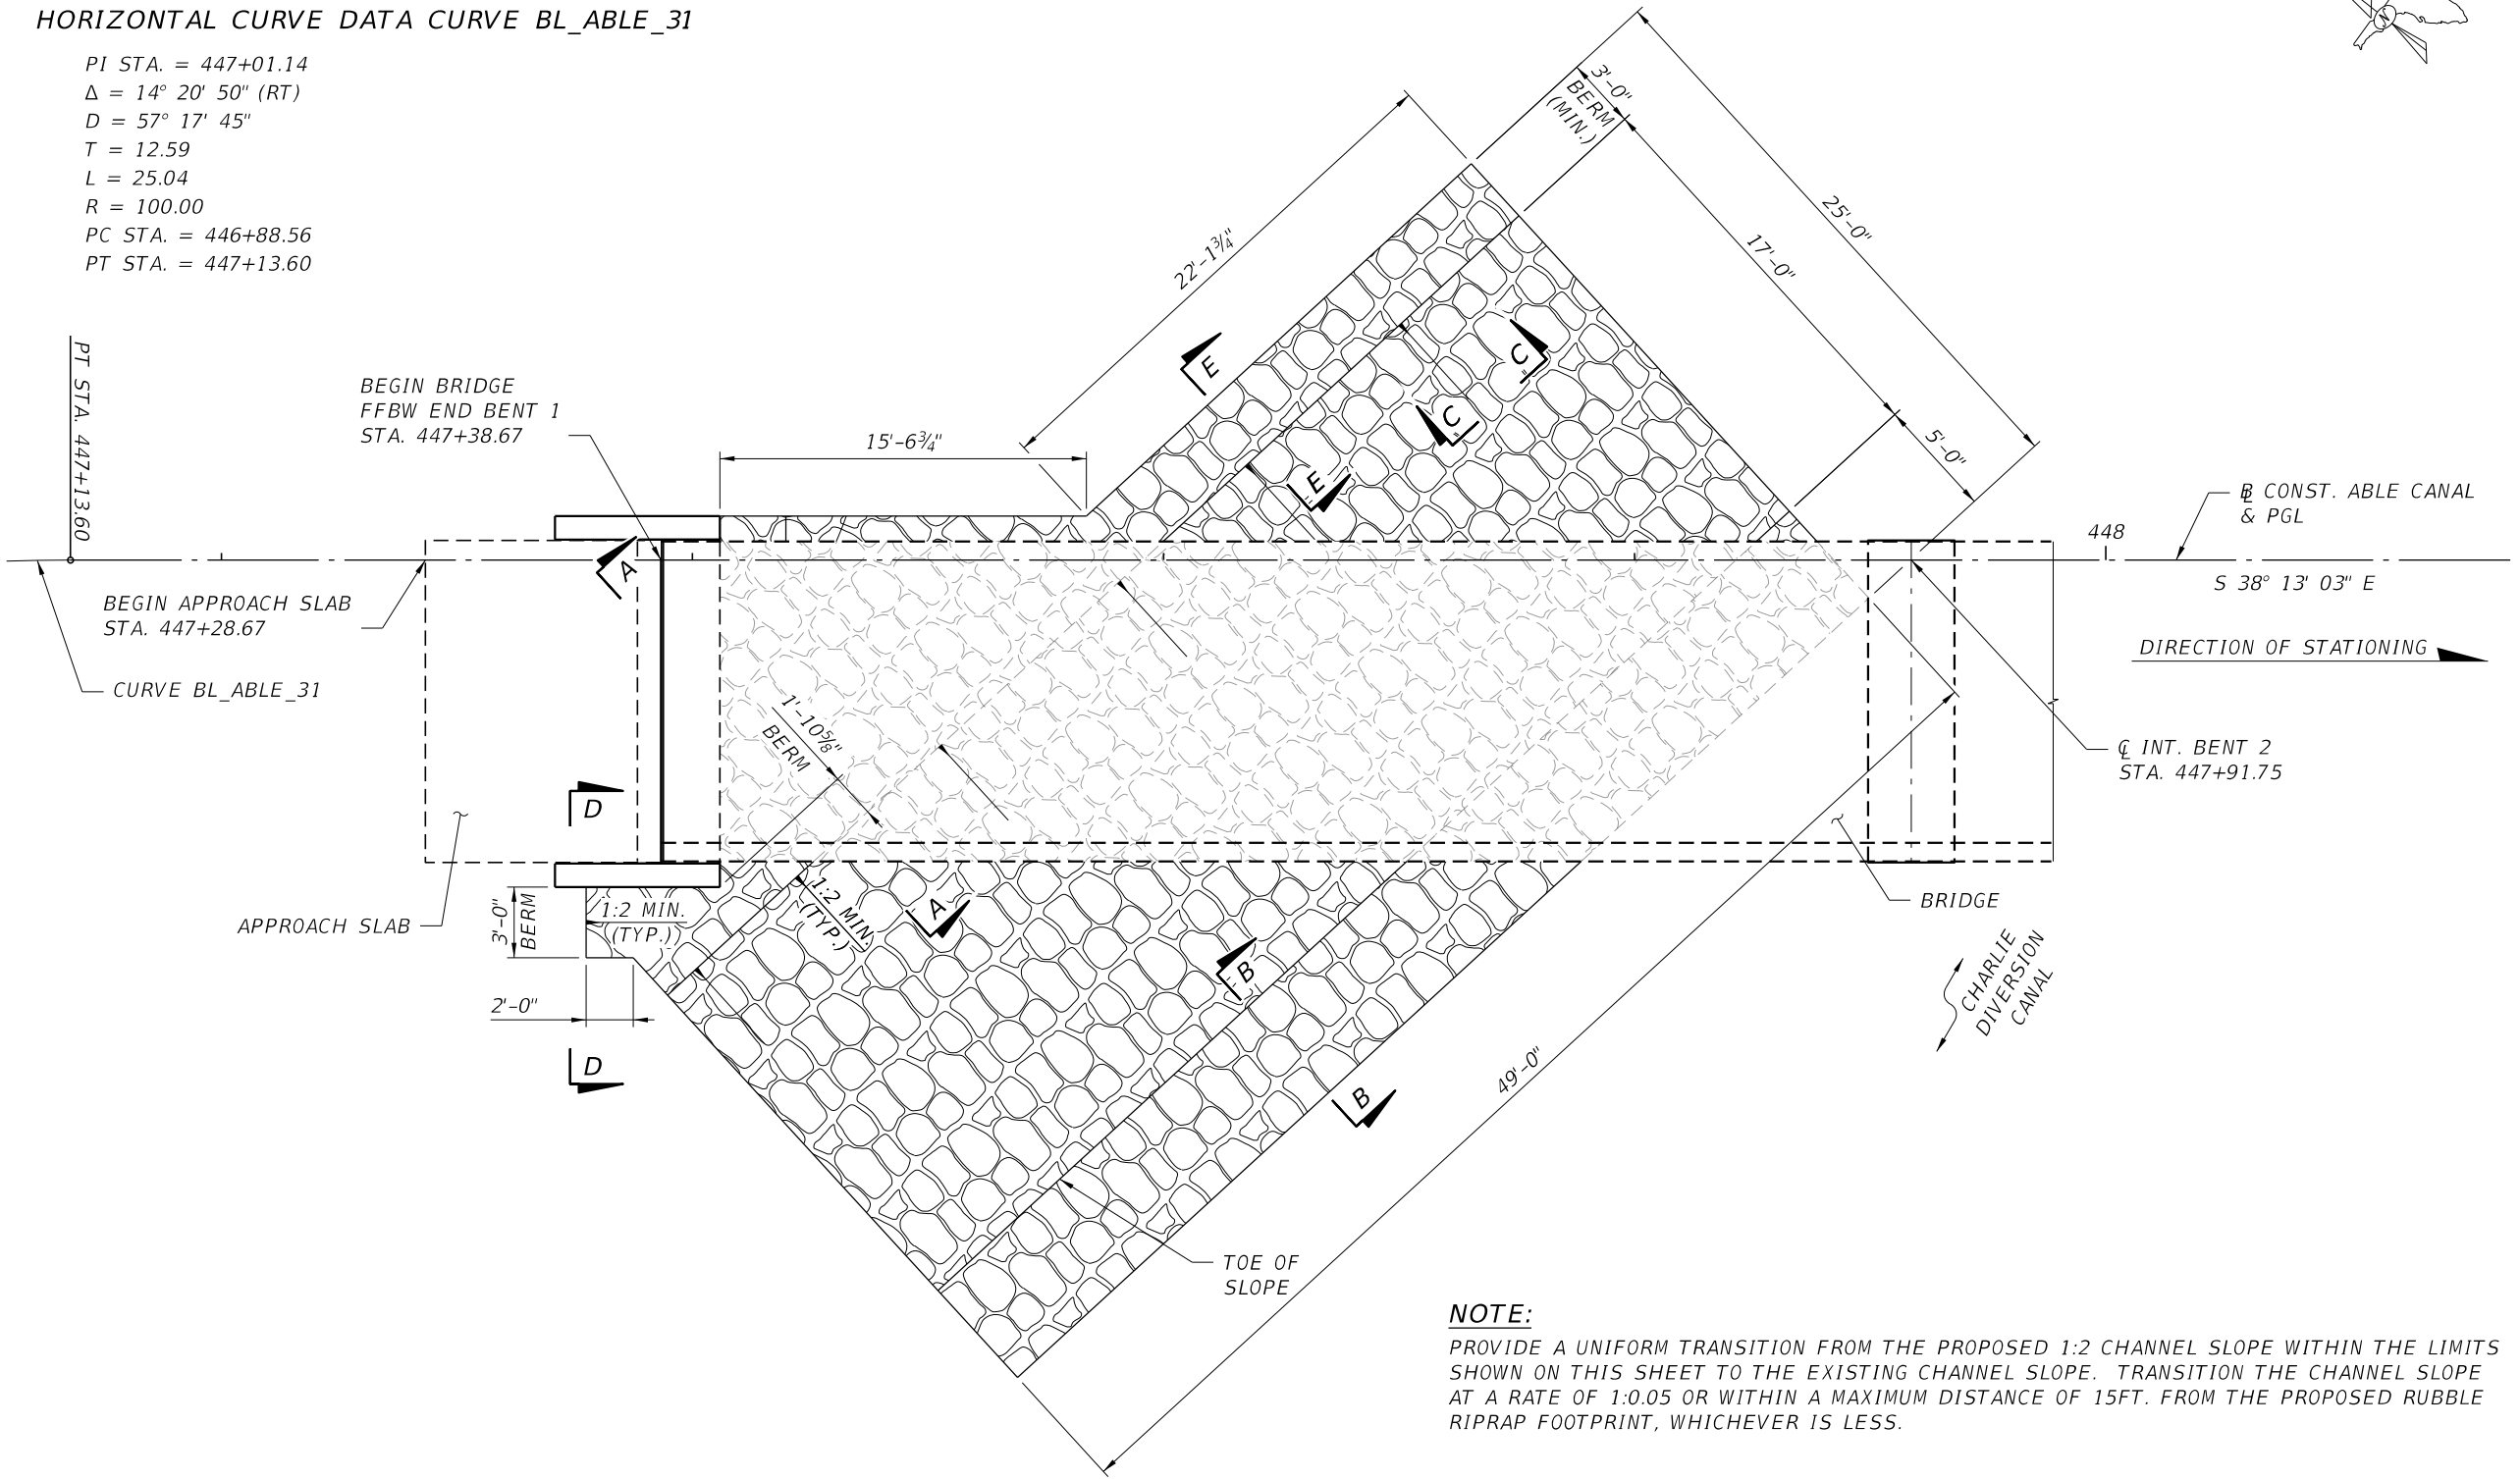 HORIZONTAL CURVE DATA CURVE BL_ABLE_31
PI STA. = 447+01.14
Δ = 14° 20' 50" (RT)
D = 57° 17' 45"
T = 12.59
L = 25.04
R = 100.00
PC STA. = 446+88.56
PT STA. = 447+13.60
N
3'-0"
BERM
(MIN.)
25'-0"
17'-0"
5'-0"
22'-1¾"
PT STA. 447+13.60
BEGIN BRIDGE
FFBW END BENT 1
STA. 447+38.67
15'-6¾"
E
E
C
C
A
A
℄ CONST. ABLE CANAL
& PGL
448
S 38° 13' 03" E
DIRECTION OF STATIONING
BEGIN APPROACH SLAB
STA. 447+28.67
CURVE BL_ABLE_31
1'-10⅝"
BERM
℄ INT. BENT 2
STA. 447+91.75
D
D
APPROACH SLAB
3'-0"
BERM
1:2 MIN.
(TYP.)
1:2 MIN.
(TYP.)
2'-0"
B
B
BRIDGE
CHARLIE
DIVERSION
CANAL
49'-0"
TOE OF
SLOPE
NOTE:
PROVIDE A UNIFORM TRANSITION FROM THE PROPOSED 1:2 CHANNEL SLOPE WITHIN THE LIMITS
SHOWN ON THIS SHEET TO THE EXISTING CHANNEL SLOPE. TRANSITION THE CHANNEL SLOPE
AT A RATE OF 1:0.05 OR WITHIN A MAXIMUM DISTANCE OF 15FT. FROM THE PROPOSED RUBBLE
RIPRAP FOOTPRINT, WHICHEVER IS LESS.